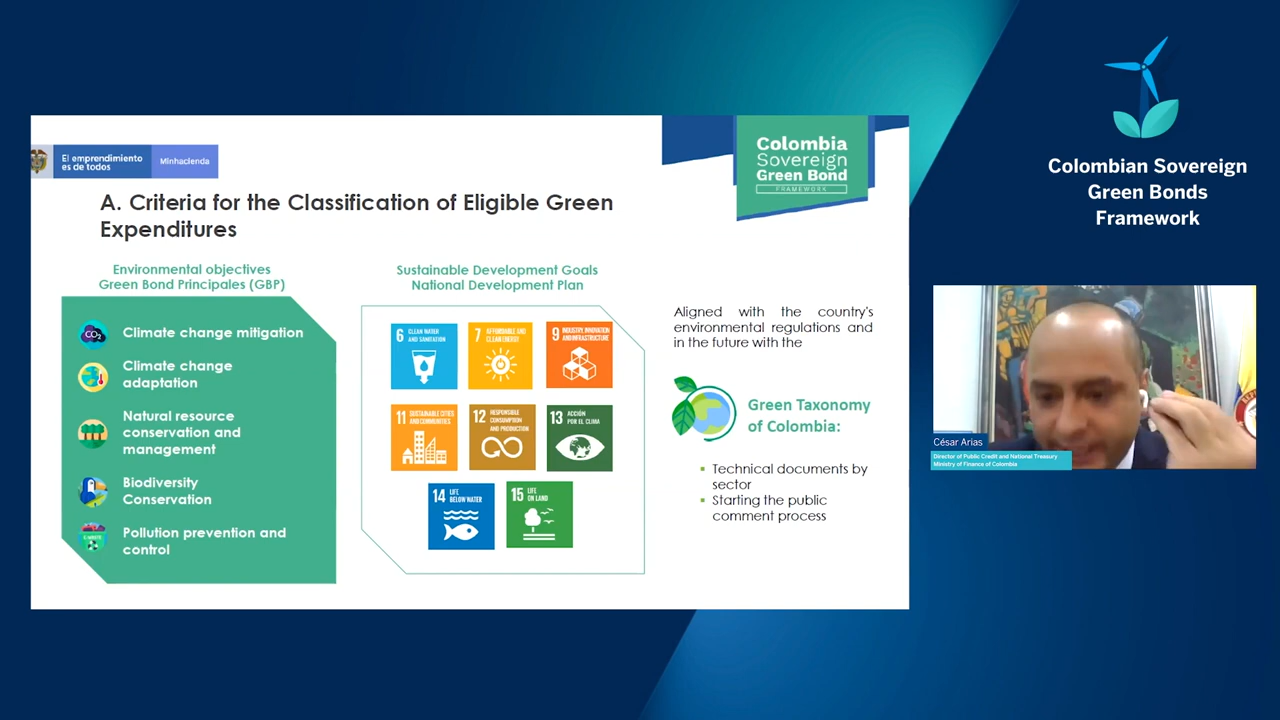 El emprendimiento
es de todos
Minhacienda
Colombia
Sovereign
Green Bond
FRAMEWORK
A. Criteria for the Classification of Eligible Green
Expenditures
Environmental objectives
Green Bond Principales (GBP)
CO₂
Climate change mitigation
Climate change
adaptation
Natural resource
conservation and
management
Biodiversity
Conservation
Pollution prevention and
control
Sustainable Development Goals
National Development Plan
6 CLEAN WATER
AND SANITATION
7 AFFORDABLE AND
CLEAN ENERGY
9 INDUSTRY, INNOVATION
AND INFRASTRUCTURE
11 SUSTAINABLE CITIES
AND COMMUNITIES
12 RESPONSIBLE
CONSUMPTION
AND PRODUCTION
13 ACCIÓN
POR EL CLIMA
14 LIFE
BELOW WATER
15 LIFE
ON LAND
Aligned with the country's
environmental regulations and
in the future with the
Green Taxonomy
of Colombia:
Technical documents by
sector
Starting the public
comment process
Colombian Sovereign
Green Bonds
Framework
César Arias
Director of Public Credit and National Treasury
Ministry of Finance of Colombia